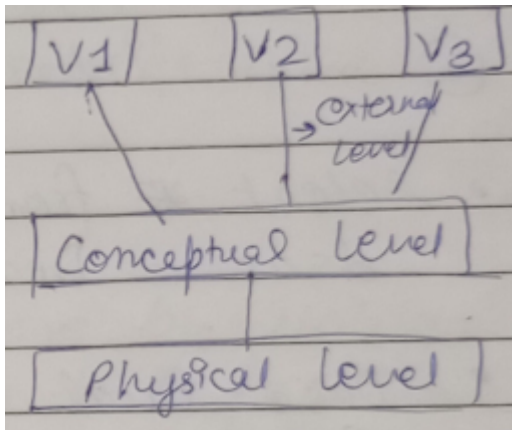 V1 V2 V3
→ external
level
Conceptual level
Physical level